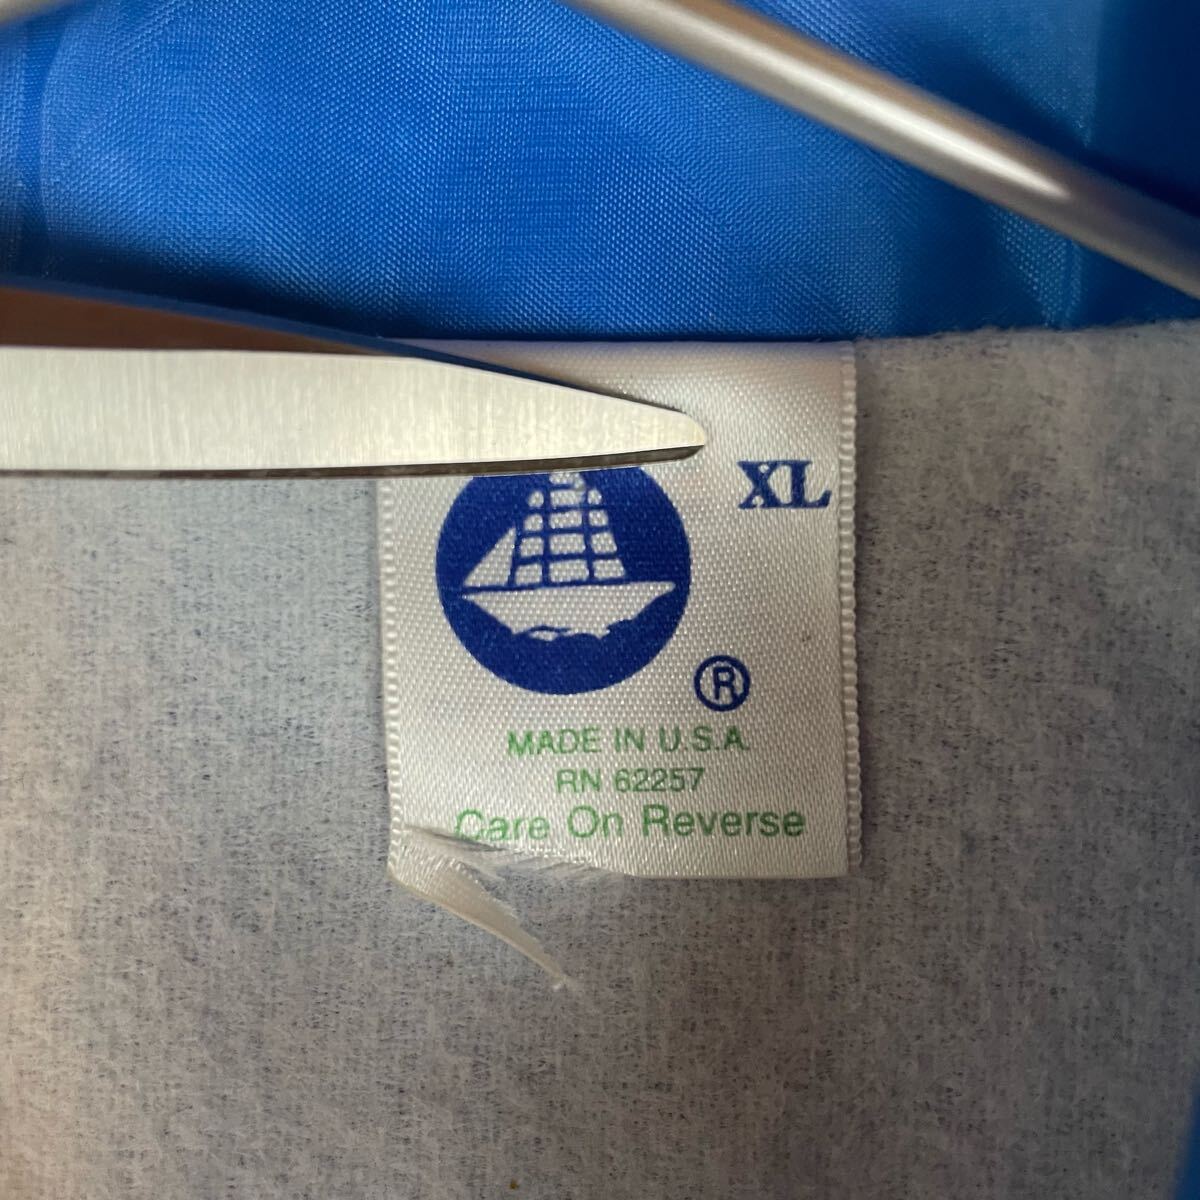 XL
®
MADE IN U.S.A.
RN 62257
Care On Reverse